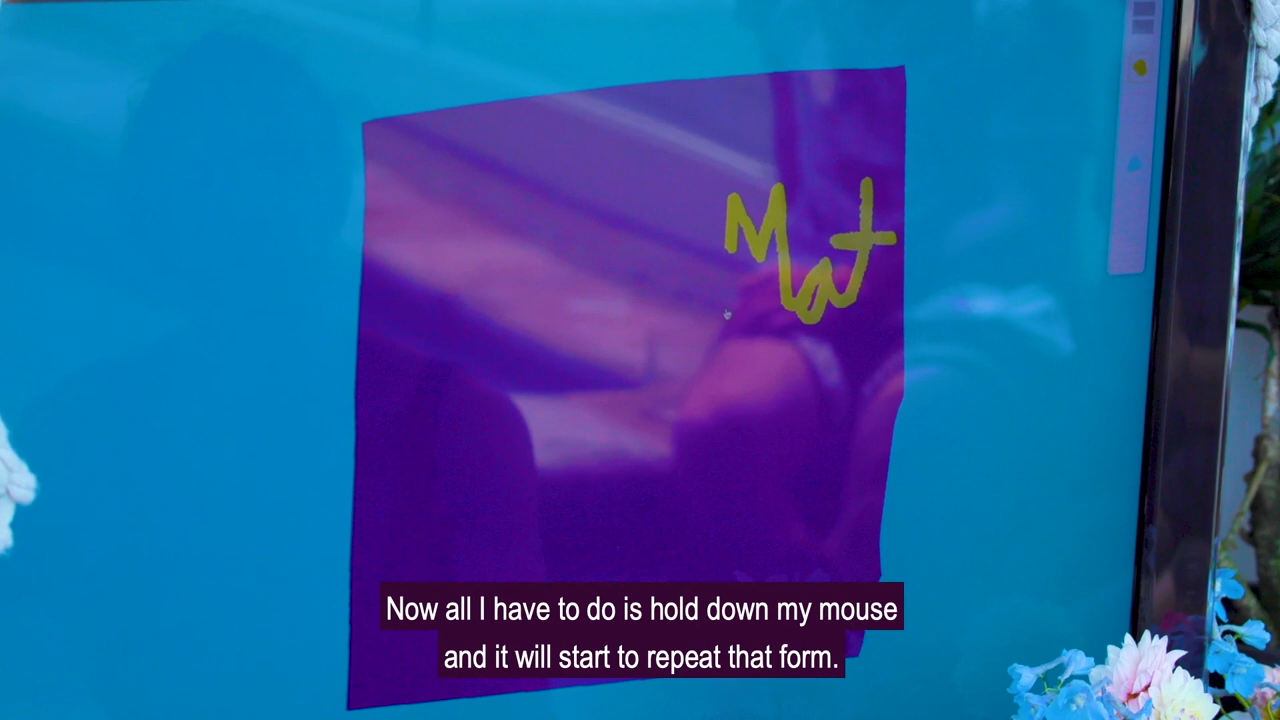 Mat
Now all I have to do is hold down my mouse
and it will start to repeat that form.